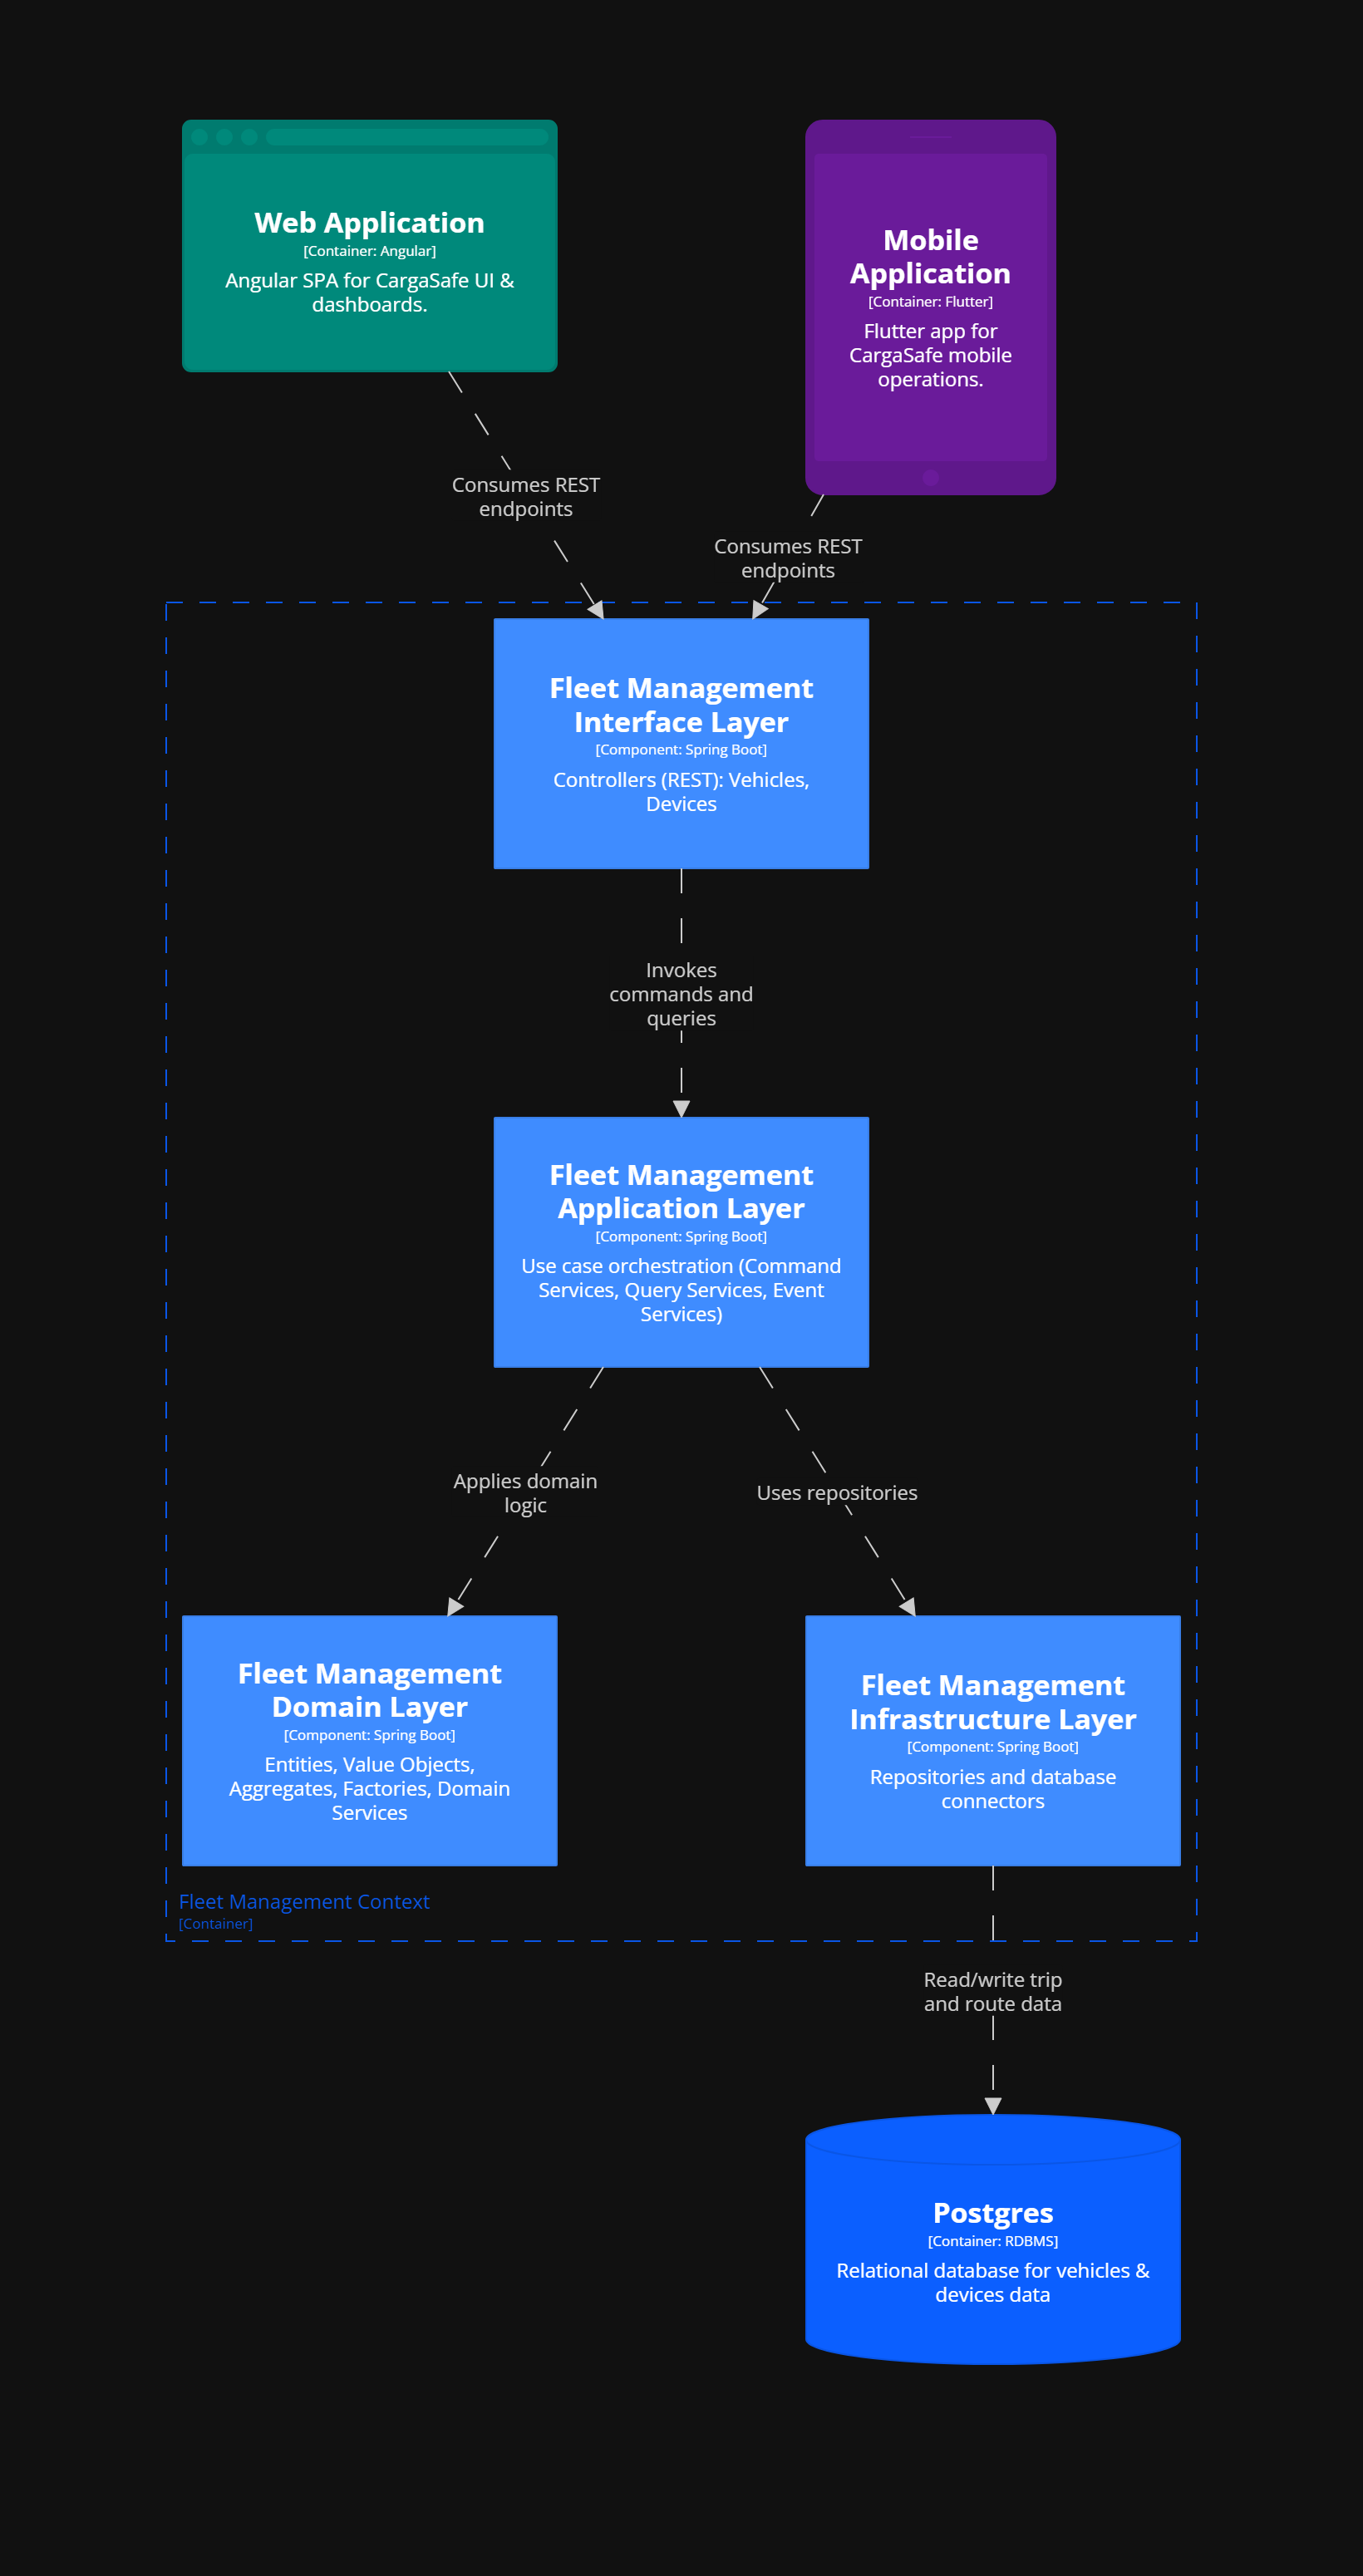 Web Application
[Container: Angular]
Angular SPA for CargaSafe UI &
dashboards.
Mobile
Application
[Container: Flutter]
Flutter app for
CargaSafe mobile
operations.
Consumes REST
endpoints
Consumes REST
endpoints
Fleet Management
Interface Layer
[Component: Spring Boot]
Controllers (REST): Vehicles,
Devices
Invokes
commands and
queries
Fleet Management
Application Layer
[Component: Spring Boot]
Use case orchestration (Command
Services, Query Services, Event
Services)
Applies domain
logic
Uses repositories
Fleet Management
Domain Layer
[Component: Spring Boot]
Entities, Value Objects,
Aggregates, Factories, Domain
Services
Fleet Management
Infrastructure Layer
[Component: Spring Boot]
Repositories and database
connectors
Fleet Management Context
[Container]
Read/write trip
and route data
Postgres
[Container: RDBMS]
Relational database for vehicles &
devices data